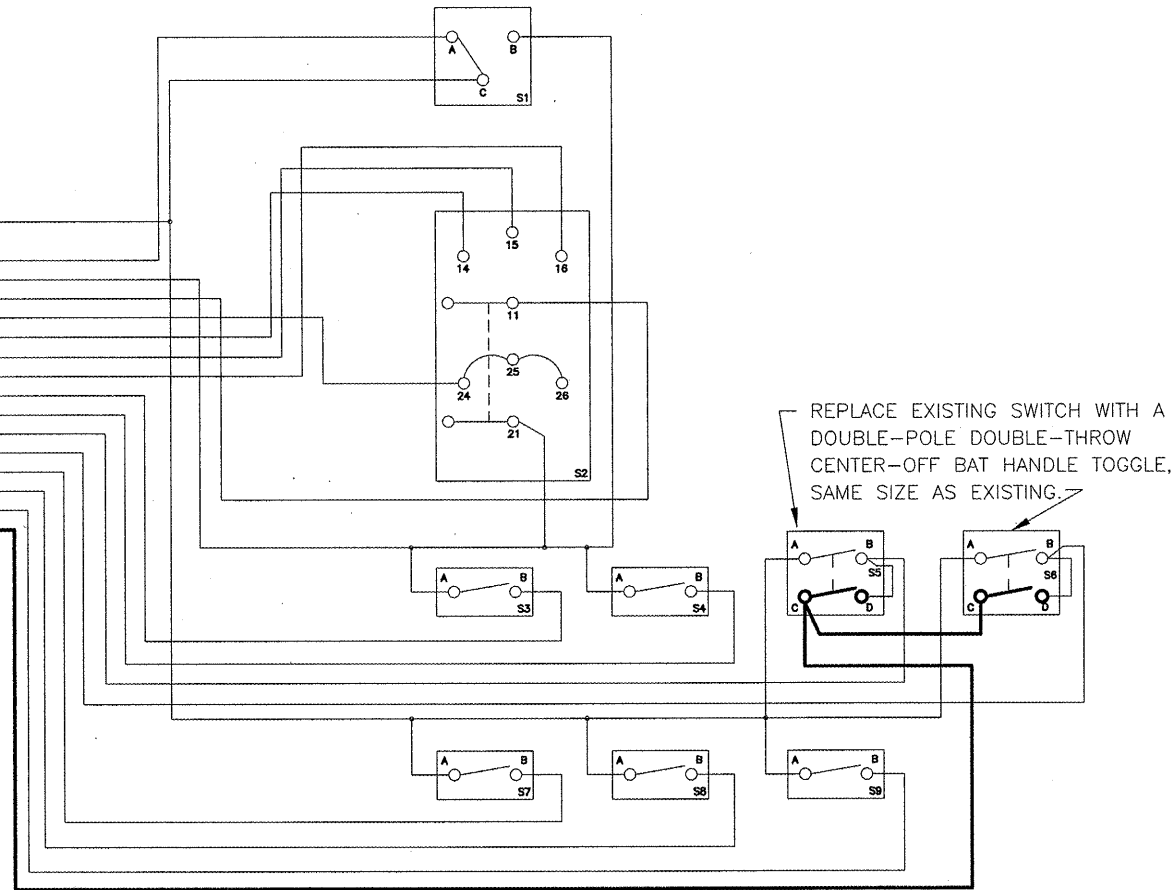 A B
C
S1
15
14 16
11
25
24 26
21
S2
REPLACE EXISTING SWITCH WITH A
DOUBLE-POLE DOUBLE-THROW
CENTER-OFF BAT HANDLE TOGGLE,
SAME SIZE AS EXISTING.
A B
S5
C D
A B
S6
C D
A B
S3
A B
S4
A B
S7
A B
S8
A B
S9